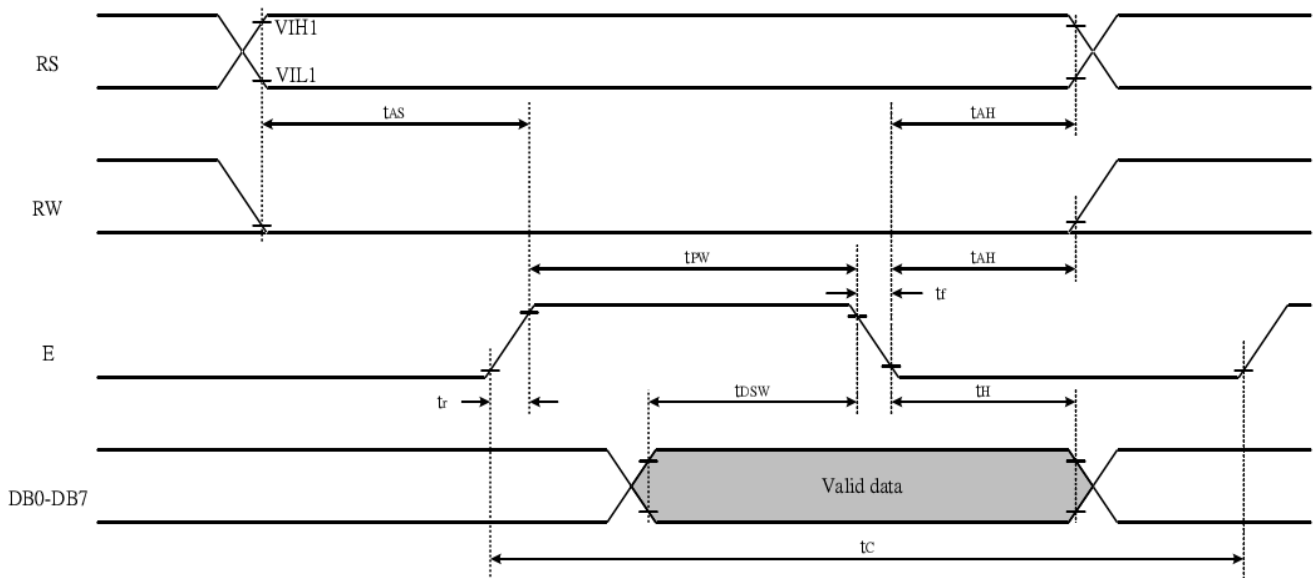 VIH1
RS
VIL1
tAS
tAH
RW
tPW
tAH
tf
E
tr
tDSW
tH
DB0-DB7
Valid data
tC